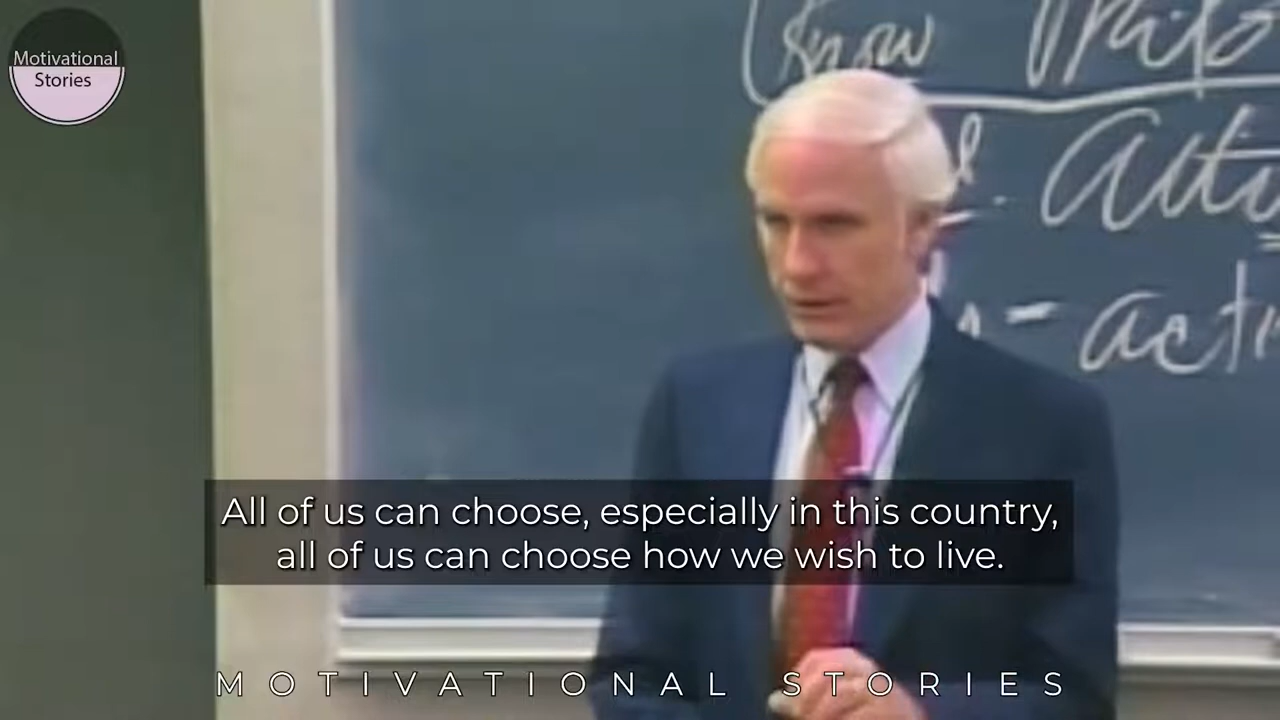 Motivational
Stories
Know
All of us can choose, especially in this country,
all of us can choose how we wish to live.
MOTIVATIONAL STORIES